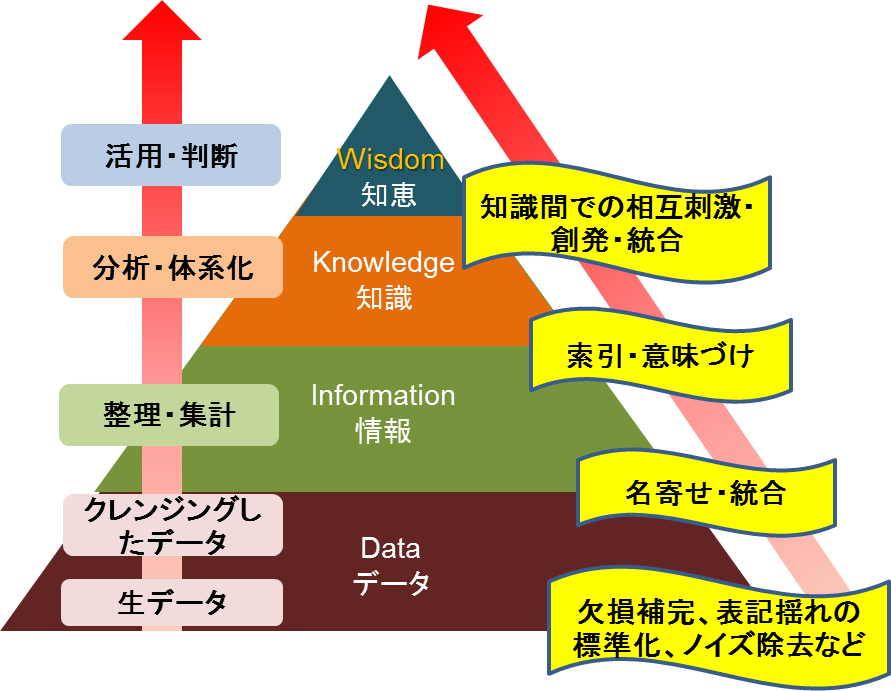 活用・判断
Wisdom
知恵
知識間での相互刺激・
創発・統合
分析・体系化
Knowledge
知識
索引・意味づけ
整理・集計
Information
情報
名寄せ・統合
クレンジングし
たデータ
Data
データ
生データ
欠損補完、表記揺れの
標準化、ノイズ除去など